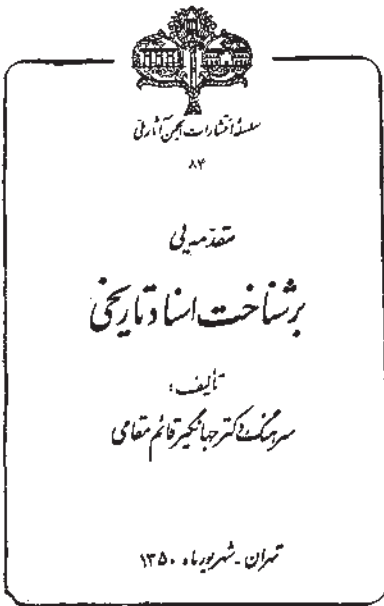 سلسلهٔ انتشارات انجمن آثار ملی
۸۴
مقدمه‌یی
بر شناخت اسناد تاریخی
تألیف:
سرهنگ دکتر جهانگیر قائم مقامی
تهران - شهریور ماه ۱۳۵۰